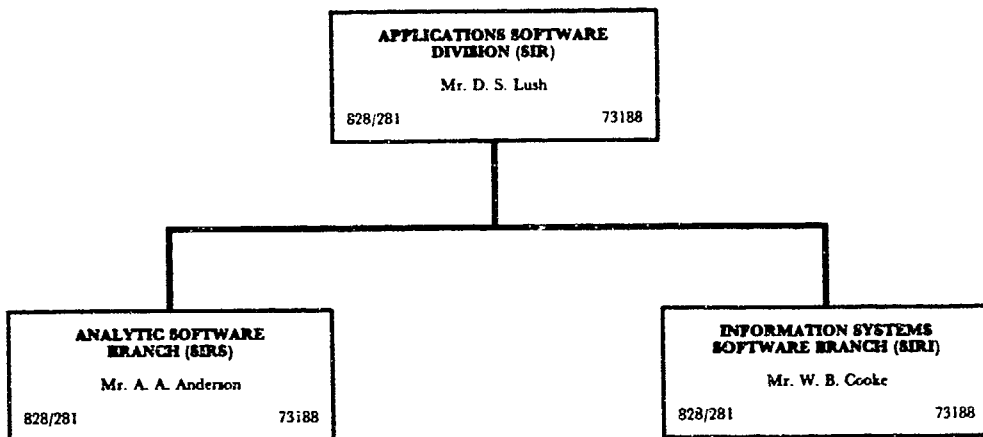 APPLICATIONS SOFTWARE
DIVISION (SIR)
Mr. D. S. Lush
828/281 73188
ANALYTIC SOFTWARE
BRANCH (SIRS)
Mr. A. A. Anderson
828/281 73188
INFORMATION SYSTEMS
SOFTWARE BRANCH (SIRI)
Mr. W. B. Cooke
828/281 73188